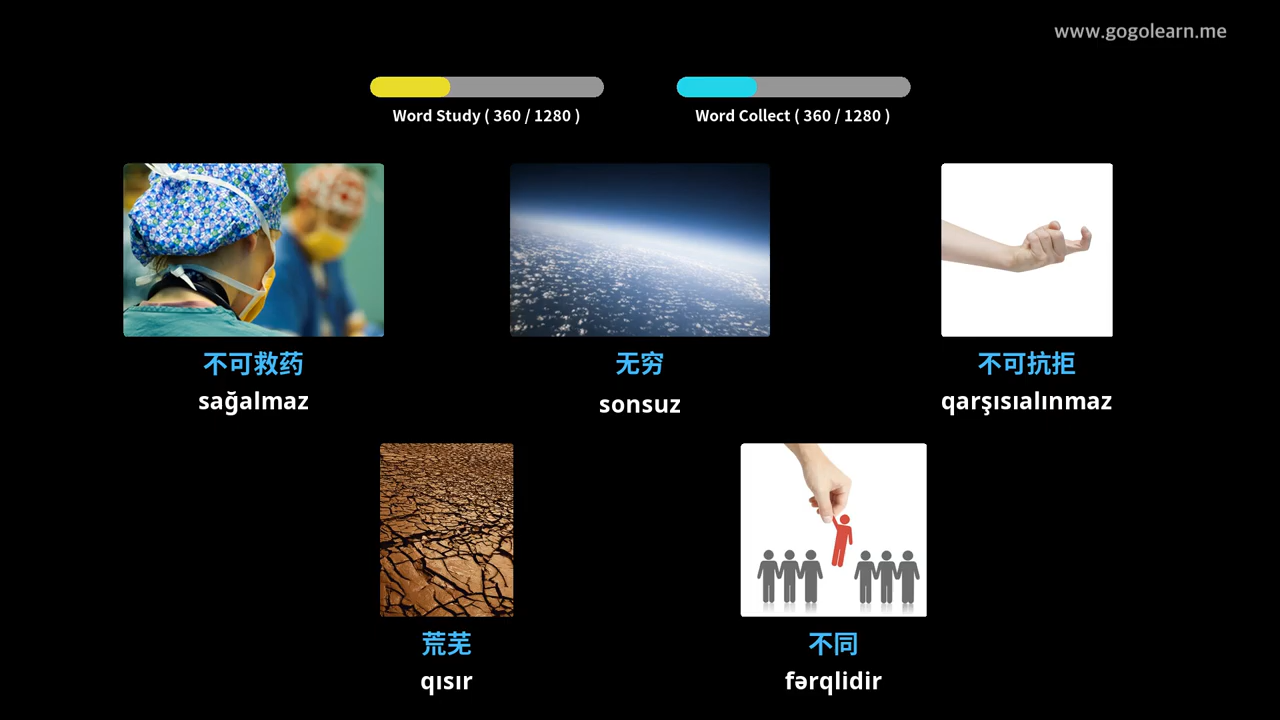 www.gogolearn.me
Word Study ( 360 / 1280 )
Word Collect ( 360 / 1280 )
不可救药
sağalmaz
无穷
sonsuz
不可抗拒
qarşısıalınmaz
荒芜
qısır
不同
fərqlidir